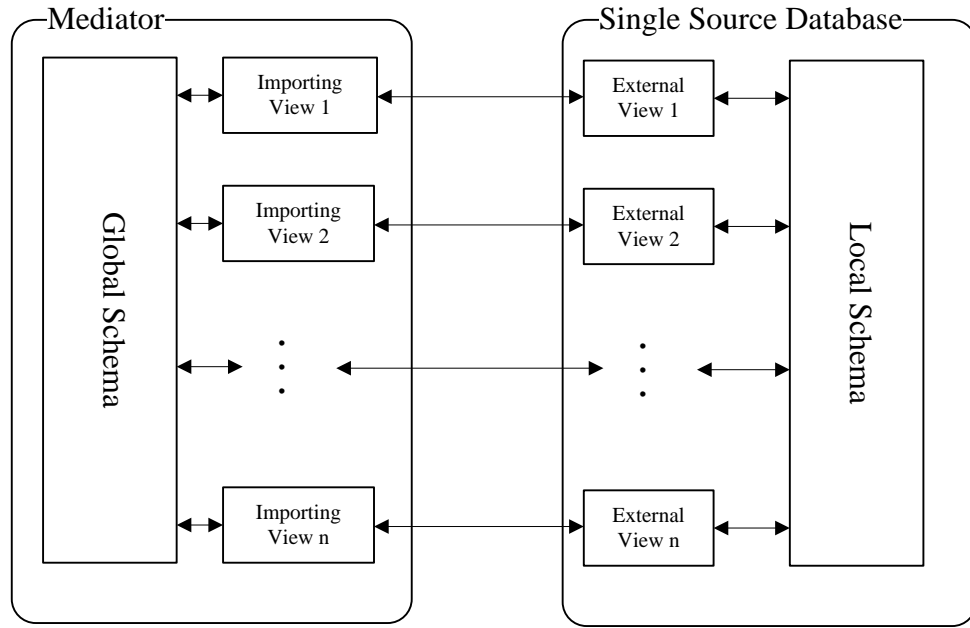 Mediator
Single Source Database
Global Schema
Importing
View 1
Importing
View 2
Importing
View n
External
View 1
External
View 2
External
View n
Local Schema